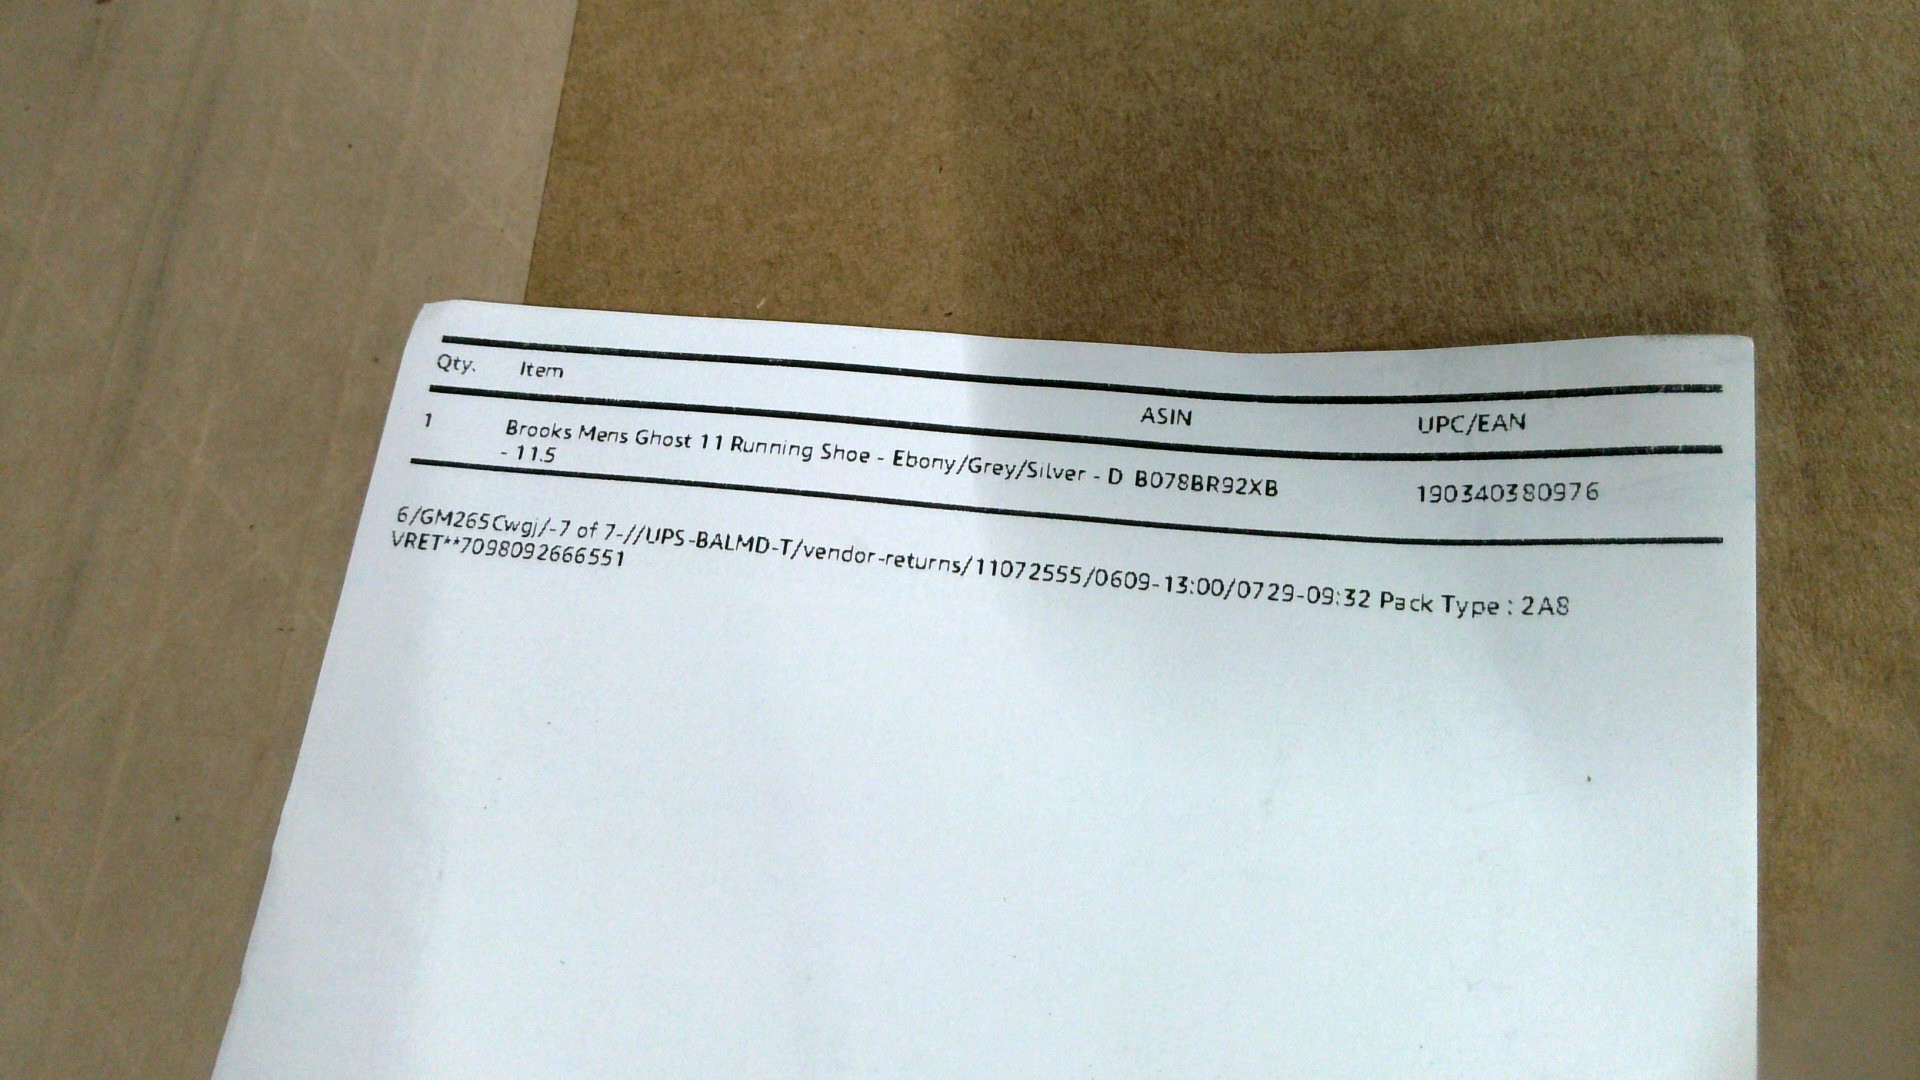 Qty. Item ASIN UPC/EAN
1 Brooks Mens Ghost 11 Running Shoe - Ebony/Grey/Silver - D B078BR92XB 190340380976
- 11.5
6/GM265Cwgj/-7 of 7-//UPS-BALMD-T/vendor-returns/11072555/0609-13:00/0729-09:32 Pack Type : 2A8
VRET**7098092666551